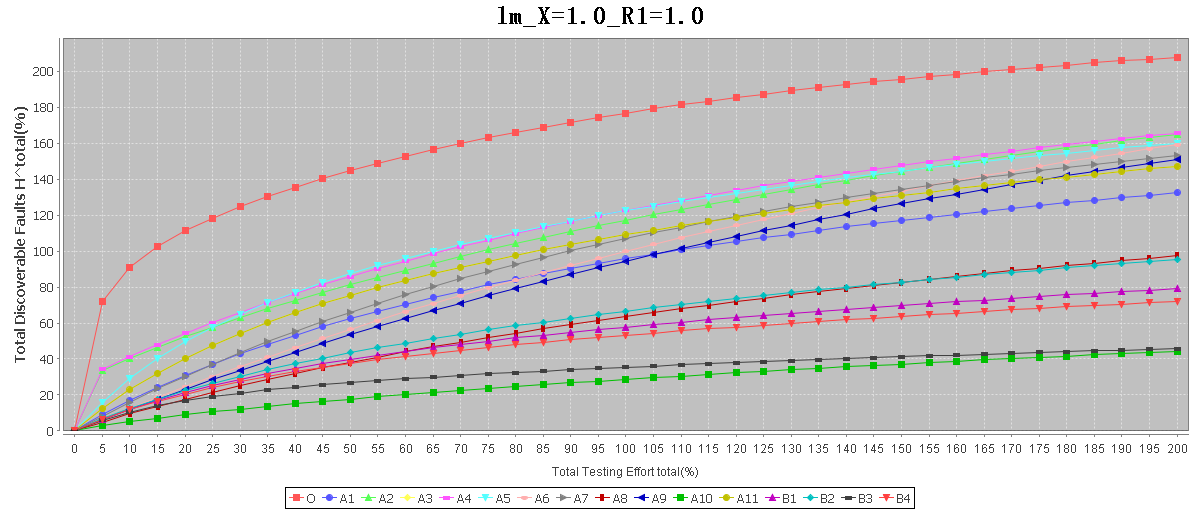 lm_X=1.0_R1=1.0
Total Discoverable Faults H^total(%)
200
180
160
140
120
100
80
60
40
20
0
0 5 10 15 20 25 30 35 40 45 50 55 60 65 70 75 80 85 90 95 100 105 110 115 120 125 130 135 140 145 150 155 160 165 170 175 180 185 190 195 200
Total Testing Effort total(%)
O A1 A2 A3 A4 A5 A6 A7 A8 A9 A10 A11 B1 B2 B3 B4